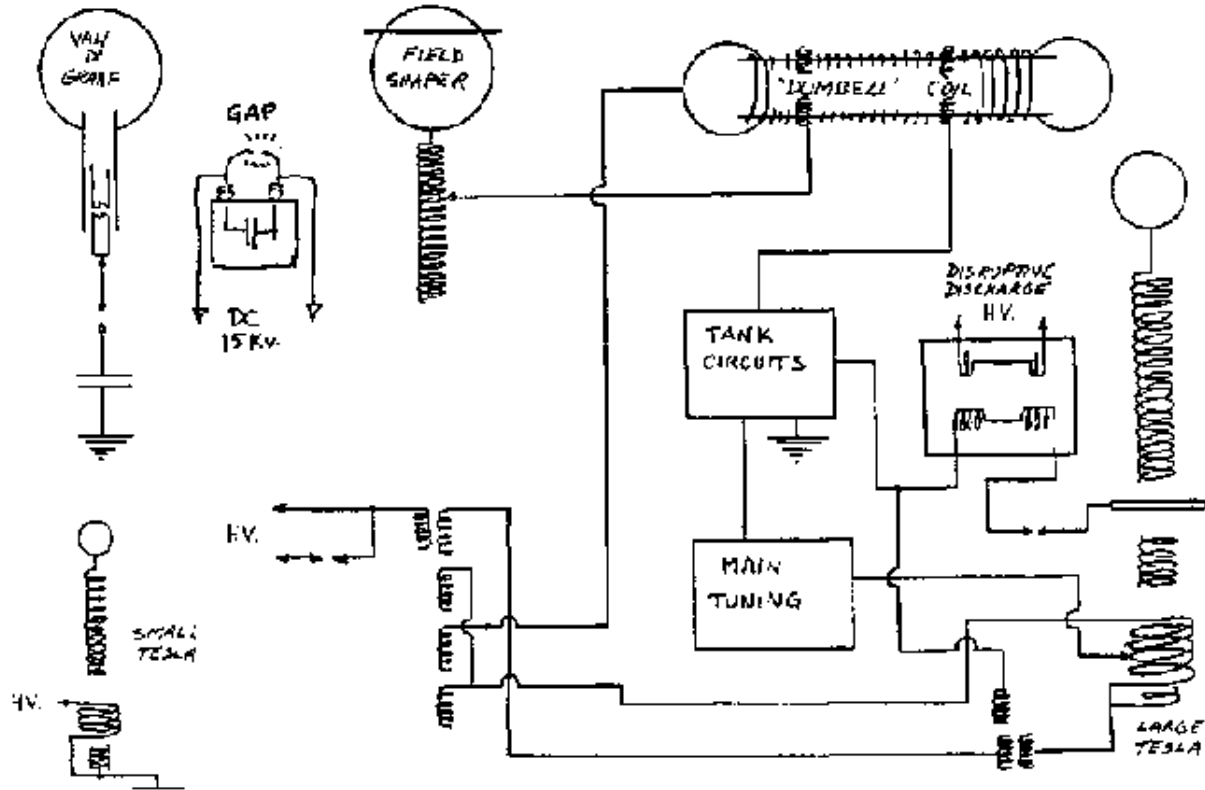 VAN
D
GRAAF
FIELD
SHAPER
"DUMBELL" COIL
GAP
DC
15 KV.
DISRUPTIVE
DISCHARGE
H.V.
TANK
CIRCUITS
H.V.
MAIN
TUNING
SMALL
TESLA
HV.
LARGE
TESLA